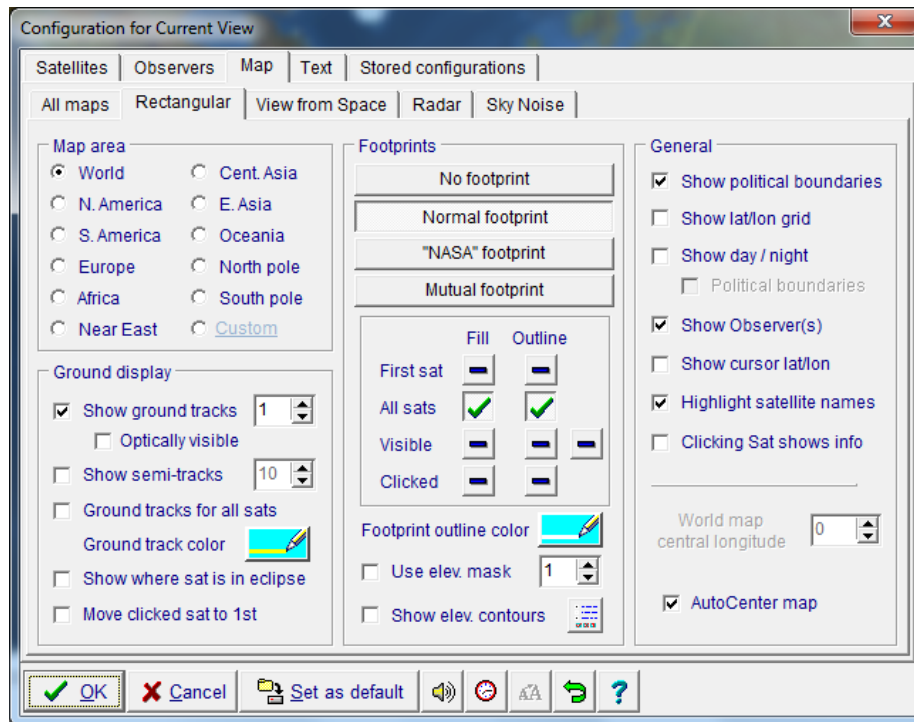 Configuration for Current View
Satellites Observers Map Text Stored configurations
All maps Rectangular View from Space Radar Sky Noise
Map area
World Cent. Asia
N. America E. Asia
S. America Oceania
Europe North pole
Africa South pole
Near East Custom
Ground display
Show ground tracks 1
Optically visible
Show semi-tracks 10
Ground tracks for all sats
Ground track color
Show where sat is in eclipse
Move clicked sat to 1st
Footprints
No footprint
Normal footprint
"NASA" footprint
Mutual footprint
Fill Outline
First sat
All sats
Visible
Clicked
Footprint outline color
Use elev. mask 1
Show elev. contours
General
Show political boundaries
Show lat/lon grid
Show day / night
Political boundaries
Show Observer(s)
Show cursor lat/lon
Highlight satellite names
Clicking Sat shows info
World map
central longitude 0
AutoCenter map
OK Cancel Set as default AA ?